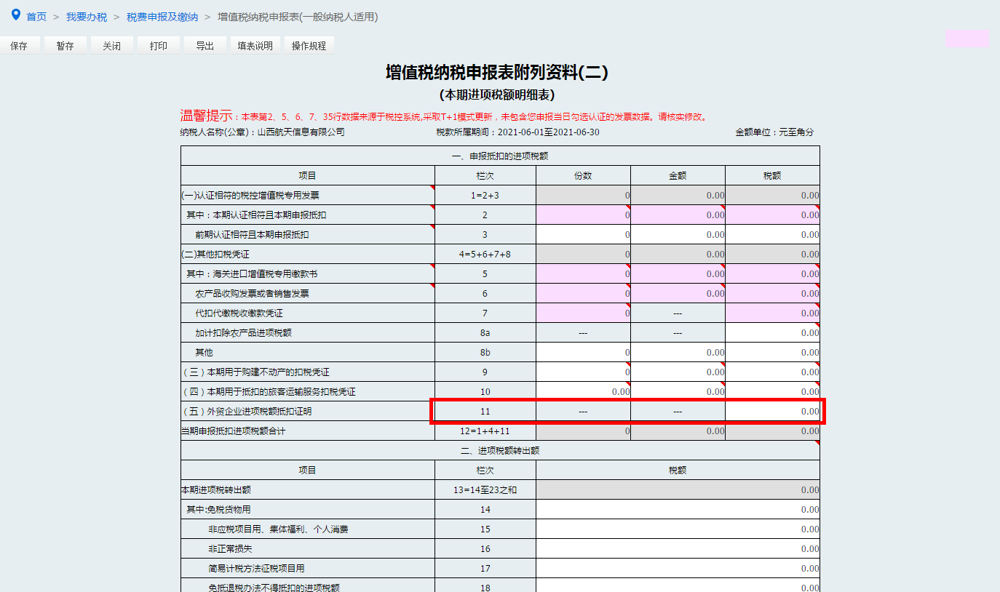 首页 > 我要办税 > 税费申报及缴纳 > 增值税纳税申报表(一般纳税人适用)
保存 暂存 关闭 打印 导出 填表说明 操作规程
增值税纳税申报表附列资料(二)
(本期进项税额明细表)
温馨提示：本表第2、5、6、7、35行数据来源于税控系统,采取T+1模式更新，未包含您申报当日勾选认证的发票数据。请核实修改。
纳税人名称(公章)：山西航天信息有限公司 税款所属期间：2021-06-01至2021-06-30 金额单位：元至角分
一、申报抵扣的进项税额
项目 栏次 份数 金额 税额
(一)认证相符的税控增值税专用发票 1=2+3 0 0.00 0.00
其中：本期认证相符且本期申报抵扣 2 0 0.00 0.00
前期认证相符且本期申报抵扣 3 0 0.00 0.00
(二)其他扣税凭证 4=5+6+7+8 0 0.00 0.00
其中：海关进口增值税专用缴款书 5 0 0.00 0.00
农产品收购发票或者销售发票 6 0 0.00 0.00
代扣代缴税收缴款凭证 7 0 --- 0.00
加计扣除农产品进项税额 8a --- --- 0.00
其他 8b 0 0.00 0.00
（三）本期用于购建不动产的扣税凭证 9 0 0.00 0.00
（四）本期用于抵扣的旅客运输服务扣税凭证 10 0.00 0.00 0.00
（五）外贸企业进项税额抵扣证明 11 --- --- 0.00
当期申报抵扣进项税额合计 12=1+4+11 0 0.00 0.00
二、进项税额转出额
项目 栏次 税额
本期进项税转出额 13=14至23之和 0.00
其中:免税货物用 14 0.00
非应税项目用、集体福利、个人消费 15 0.00
非正常损失 16 0.00
简易计税方法征税项目用 17 0.00
免抵退税办法不得抵扣的进项税额 18 0.00